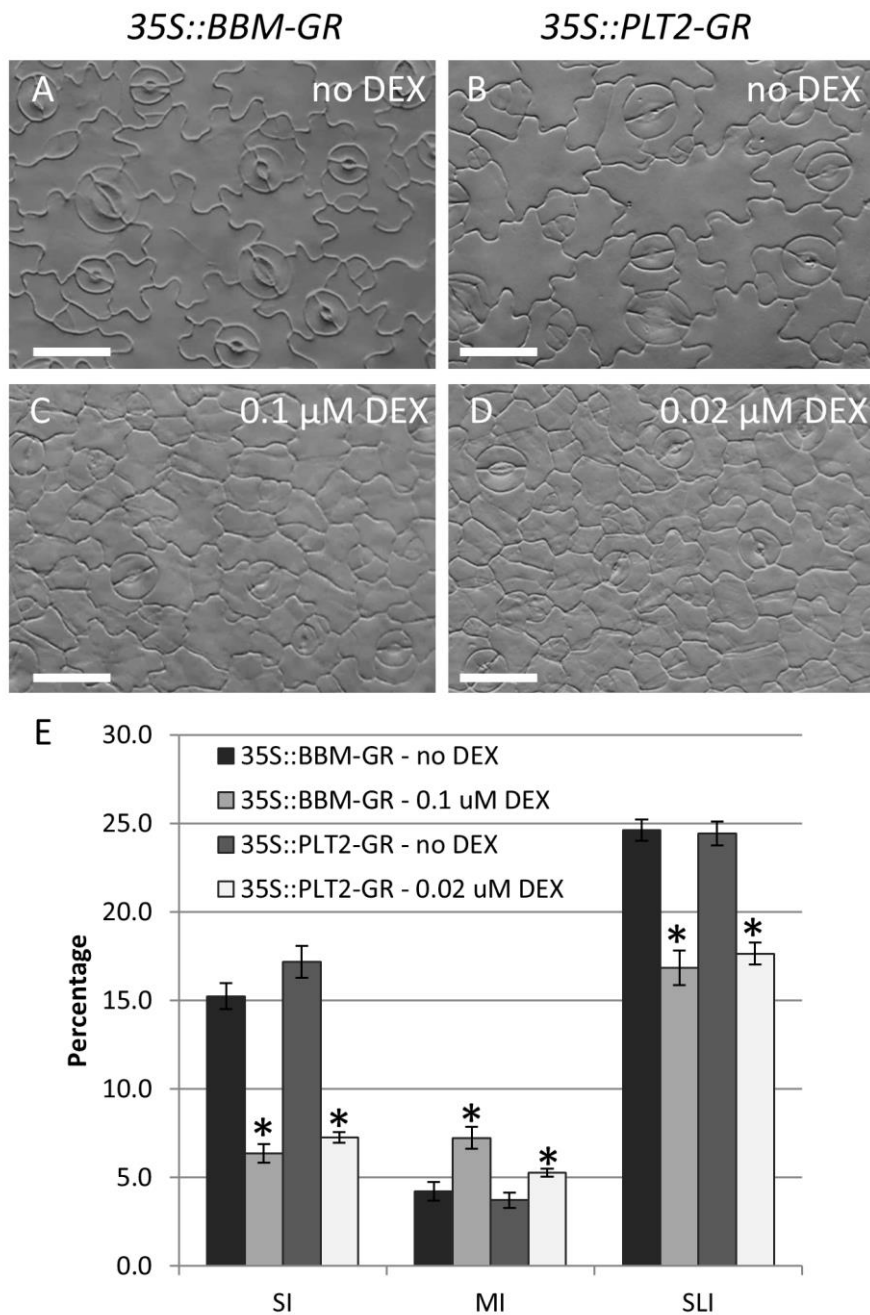 35S::BBM-GR 35S::PLT2-GR
A no DEX B no DEX
C 0.1 µM DEX D 0.02 µM DEX
E
30.0
25.0
20.0
15.0
10.0
5.0
0.0
Percentage
35S::BBM-GR - no DEX
35S::BBM-GR - 0.1 uM DEX
35S::PLT2-GR - no DEX
35S::PLT2-GR - 0.02 uM DEX
* * * * * *
SI MI SLI